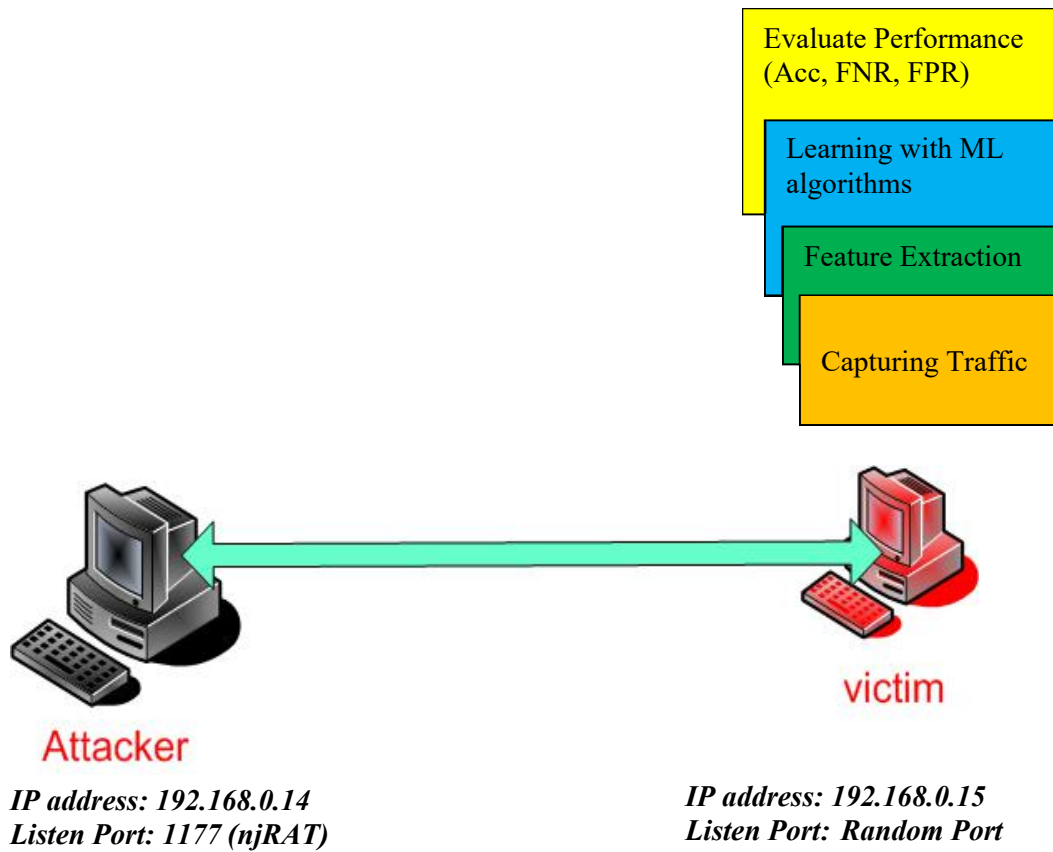 Evaluate Performance
(Acc, FNR, FPR)
Learning with ML
algorithms
Feature Extraction
Capturing Traffic
victim
Attacker
IP address: 192.168.0.14
Listen Port: 1177 (njRAT)
IP address: 192.168.0.15
Listen Port: Random Port